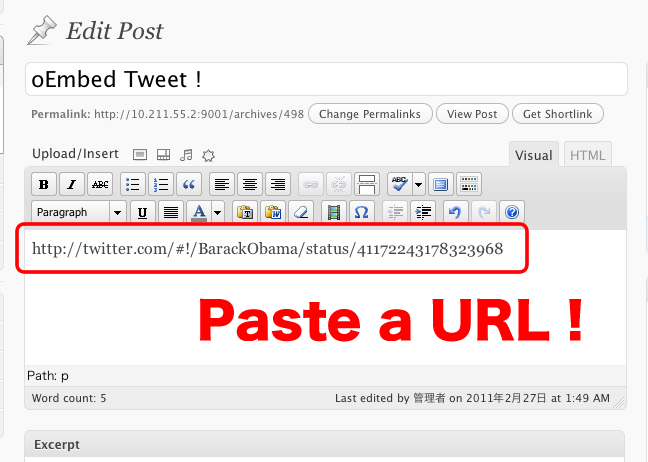 Edit Post
oEmbed Tweet !
Permalink: http://10.211.55.2:9001/archives/498 Change Permalinks View Post Get Shortlink
Upload/Insert Visual HTML
B I ABC ABC
Paragraph U A T W Ω ?
http://twitter.com/#!/BarackObama/status/41172243178323968
Paste a URL !
Path: p
Word count: 5 Last edited by 管理者 on 2011年2月27日 at 1:49 AM
Excerpt